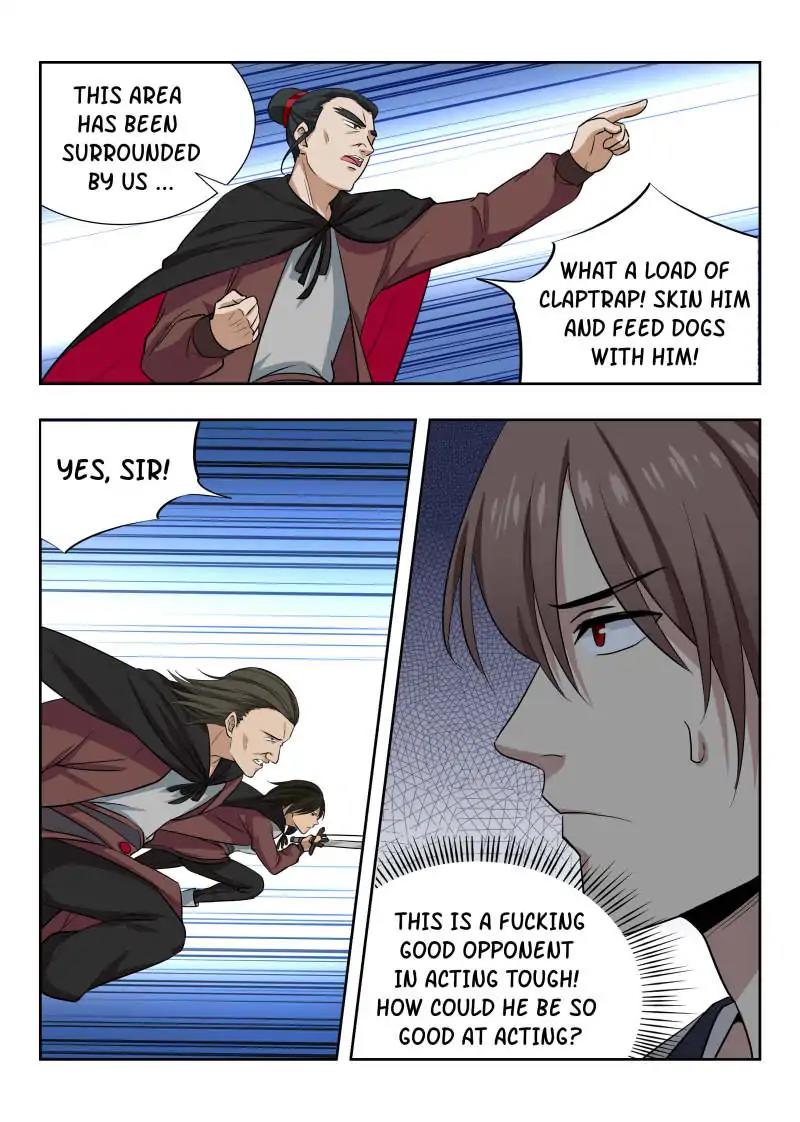 THIS AREA
HAS BEEN
SURROUNDED
BY US ...
WHAT A LOAD OF
CLAPTRAP! SKIN HIM
AND FEED DOGS
WITH HIM!
YES, SIR!
THIS IS A FUCKING
GOOD OPPONENT
IN ACTING TOUGH!
HOW COULD HE BE SO
GOOD AT ACTING?